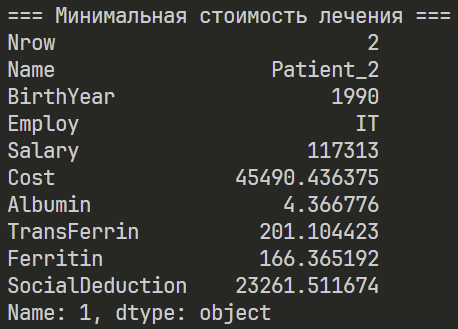 === Минимальная стоимость лечения ===
Nrow 2
Name Patient_2
BirthYear 1990
Employ IT
Salary 117313
Cost 45490.436375
Albumin 4.366776
TransFerrin 201.104423
Ferritin 166.365192
SocialDeduction 23261.511674
Name: 1, dtype: object